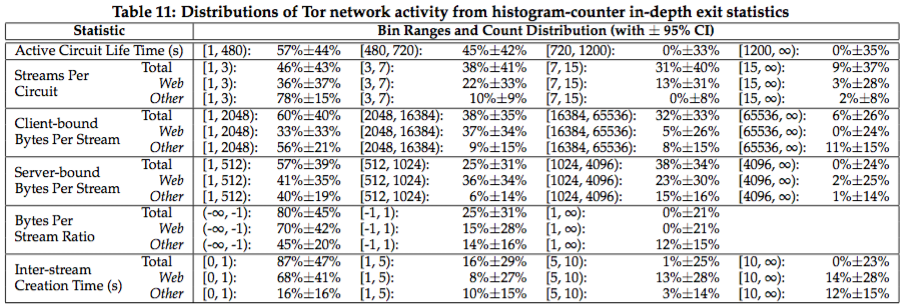 Table 11: Distributions of Tor network activity from histogram-counter in-depth exit statistics
Statistic Bin Ranges and Count Distribution (with ± 95% CI)
Active Circuit Life Time (s) [1, 480): 57%±44% [480, 720): 45%±42% [720, 1200): 0%±33% [1200, ∞): 0%±35%
Streams Per Circuit Total [1, 3): 46%±43% [3, 7): 38%±41% [7, 15): 31%±40% [15, ∞): 9%±37%
Web [1, 3): 36%±37% [3, 7): 22%±33% [7, 15): 13%±31% [15, ∞): 3%±28%
Other [1, 3): 78%±15% [3, 7): 10%±9% [7, 15): 0%±8% [15, ∞): 2%±8%
Client-bound Bytes Per Stream Total [1, 2048): 60%±40% [2048, 16384): 38%±35% [16384, 65536): 32%±33% [65536, ∞): 6%±26%
Web [1, 2048): 33%±33% [2048, 16384): 37%±34% [16384, 65536): 5%±26% [65536, ∞): 0%±24%
Other [1, 2048): 56%±21% [2048, 16384): 9%±15% [16384, 65536): 8%±15% [65536, ∞): 11%±15%
Server-bound Bytes Per Stream Total [1, 512): 57%±39% [512, 1024): 25%±31% [1024, 4096): 38%±34% [4096, ∞): 0%±24%
Web [1, 512): 41%±35% [512, 1024): 36%±34% [1024, 4096): 23%±30% [4096, ∞): 2%±25%
Other [1, 512): 40%±19% [512, 1024): 6%±14% [1024, 4096): 15%±16% [4096, ∞): 1%±14%
Bytes Per Stream Ratio Total (-∞, -1): 80%±45% [-1, 1): 25%±31% [1, ∞): 0%±21%
Web (-∞, -1): 70%±42% [-1, 1): 15%±28% [1, ∞): 0%±21%
Other (-∞, -1): 45%±20% [-1, 1): 14%±16% [1, ∞): 12%±15%
Inter-stream Creation Time (s) Total [0, 1): 87%±47% [1, 5): 16%±29% [5, 10): 1%±25% [10, ∞): 0%±23%
Web [0, 1): 68%±41% [1, 5): 8%±27% [5, 10): 13%±28% [10, ∞): 14%±28%
Other [0, 1): 16%±16% [1, 5): 10%±15% [5, 10): 3%±14% [10, ∞): 12%±15%